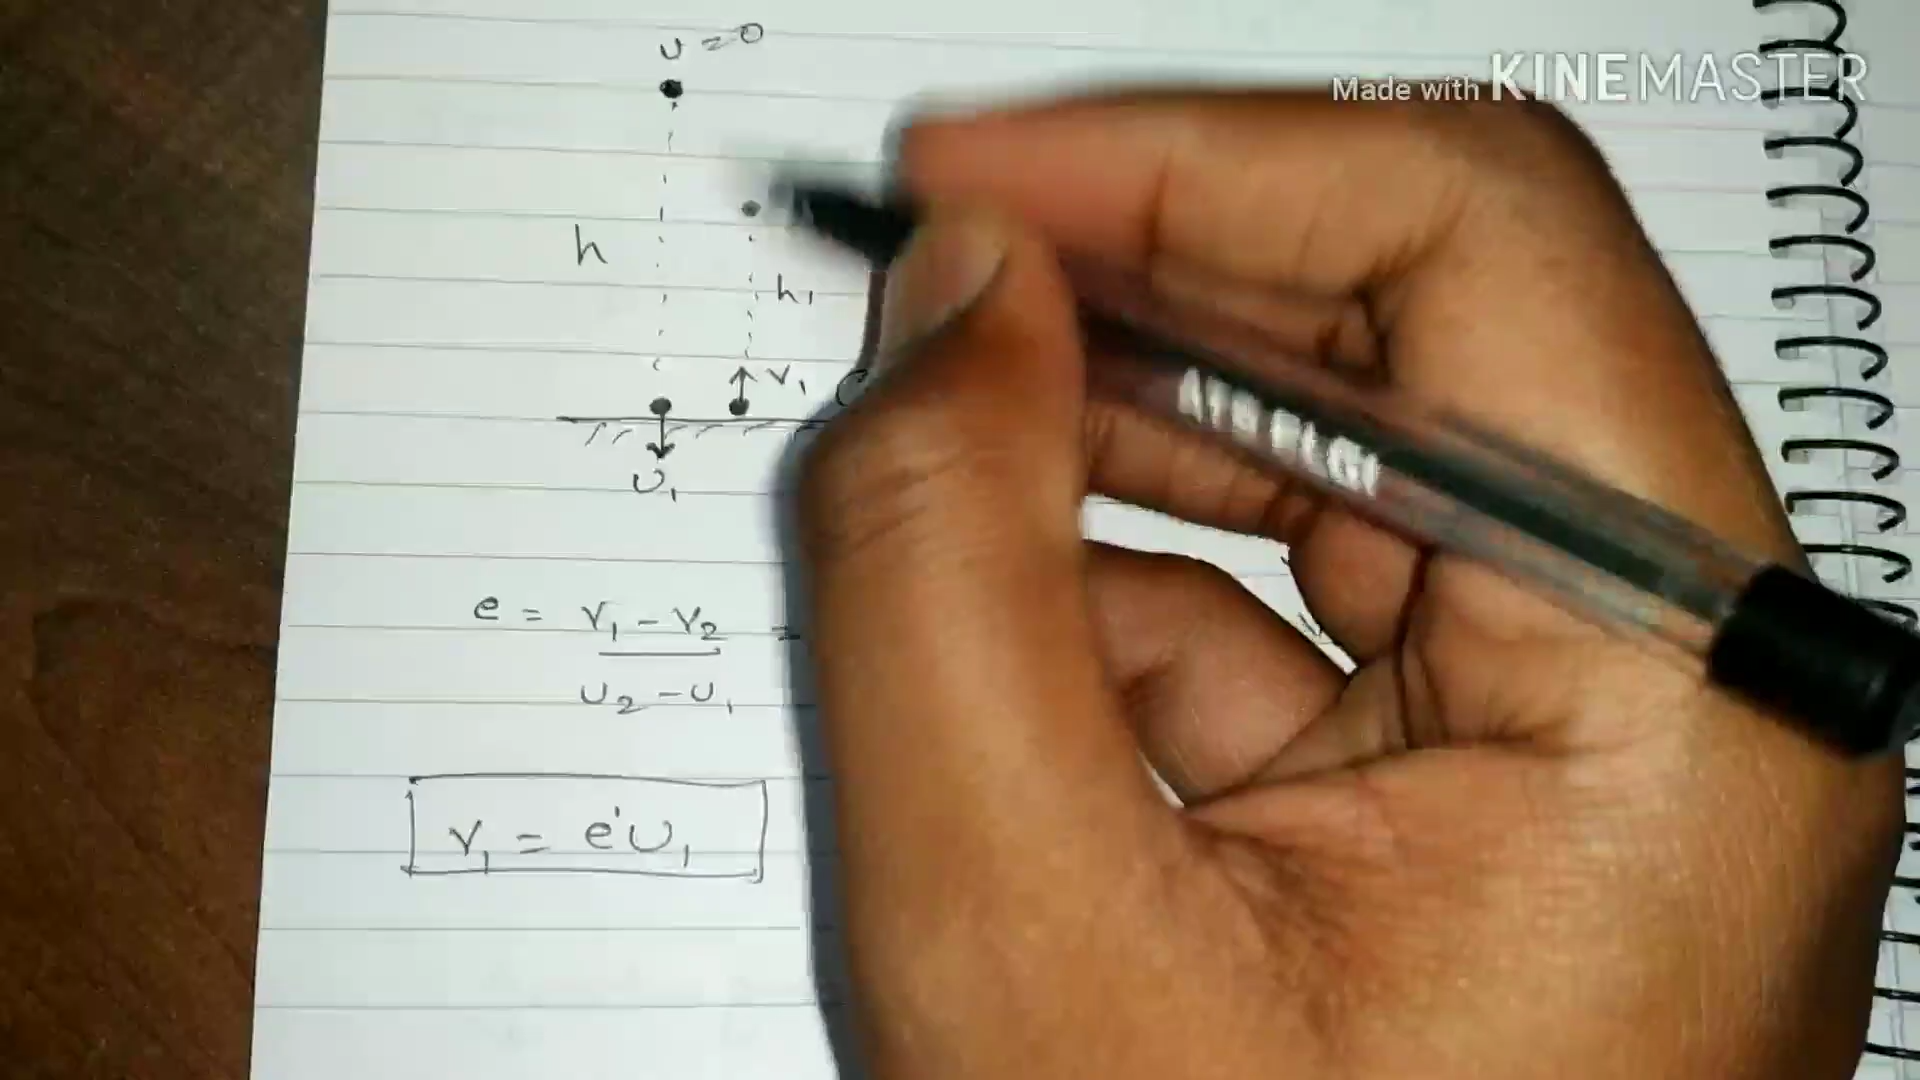 Made with KINEMASTER
u = 0
h
h₁
v₁
u₁
e = v₁ - v₂ =
u₂ - u₁
v₁ = e u₁